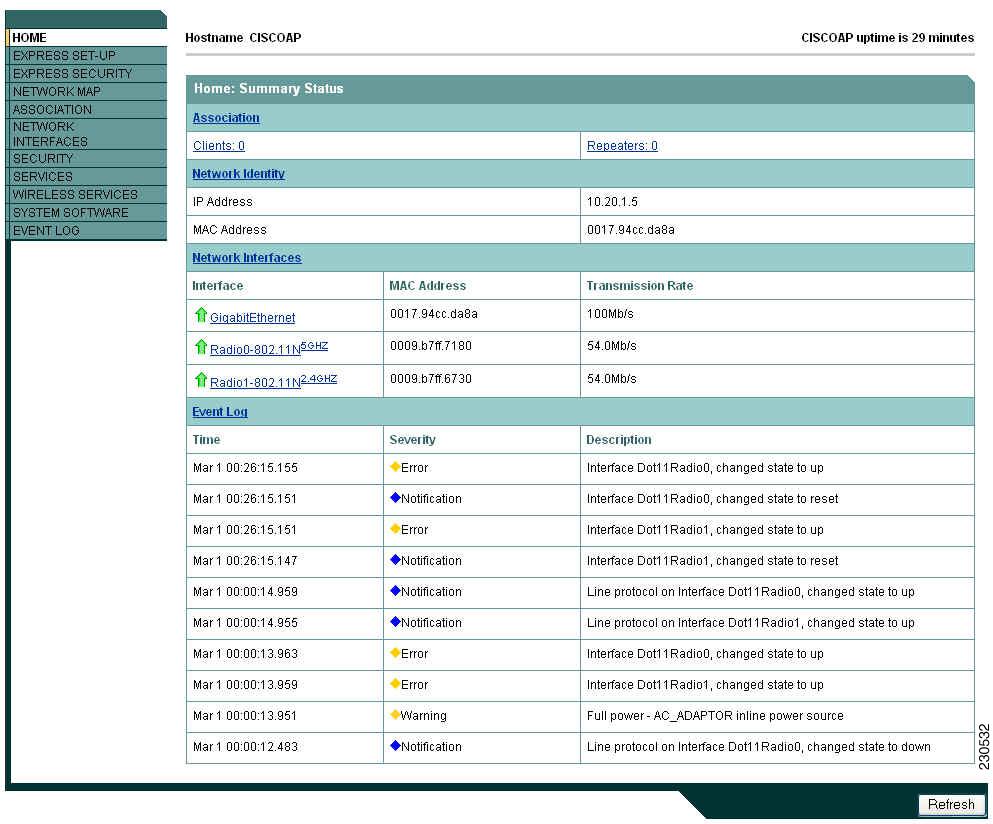 HOME
EXPRESS SET-UP
EXPRESS SECURITY
NETWORK MAP
ASSOCIATION
NETWORK
INTERFACES
SECURITY
SERVICES
WIRELESS SERVICES
SYSTEM SOFTWARE
EVENT LOG
Hostname CISCOAP CISCOAP uptime is 29 minutes
Home: Summary Status
Association
Clients: 0 Repeaters: 0
Network Identity
IP Address 10.20.1.5
MAC Address 0017.94cc.da8a
Network Interfaces
Interface MAC Address Transmission Rate
GigabitEthernet 0017.94cc.da8a 100Mb/s
Radio0-802.11N5GHZ 0009.b7ff.7180 54.0Mb/s
Radio1-802.11N2.4GHZ 0009.b7ff.6730 54.0Mb/s
Event Log
Time Severity Description
Mar 1 00:26:15.155 Error Interface Dot11Radio0, changed state to up
Mar 1 00:26:15.151 Notification Interface Dot11Radio0, changed state to reset
Mar 1 00:26:15.151 Error Interface Dot11Radio1, changed state to up
Mar 1 00:26:15.147 Notification Interface Dot11Radio1, changed state to reset
Mar 1 00:00:14.959 Notification Line protocol on Interface Dot11Radio0, changed state to up
Mar 1 00:00:14.955 Notification Line protocol on Interface Dot11Radio1, changed state to up
Mar 1 00:00:13.963 Error Interface Dot11Radio0, changed state to up
Mar 1 00:00:13.959 Error Interface Dot11Radio1, changed state to up
Mar 1 00:00:13.951 Warning Full power - AC_ADAPTOR inline power source
Mar 1 00:00:12.483 Notification Line protocol on Interface Dot11Radio0, changed state to down
230532
Refresh